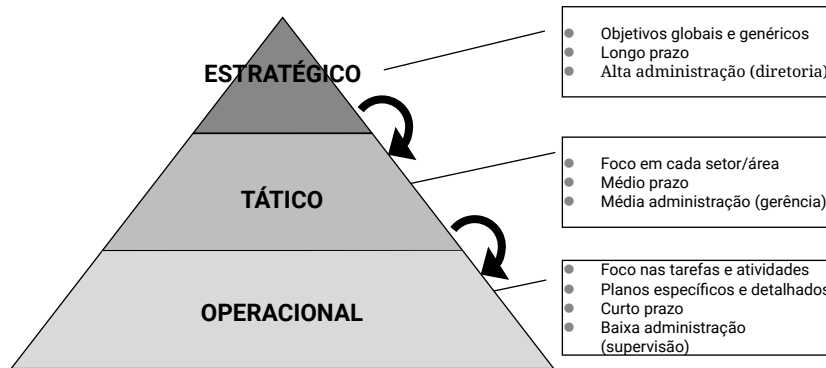 ESTRATÉGICO
Objetivos globais e genéricos
Longo prazo
Alta administração (diretoria)
TÁTICO
Foco em cada setor/área
Médio prazo
Média administração (gerência)
OPERACIONAL
Foco nas tarefas e atividades
Planos específicos e detalhados
Curto prazo
Baixa administração
(supervisão)